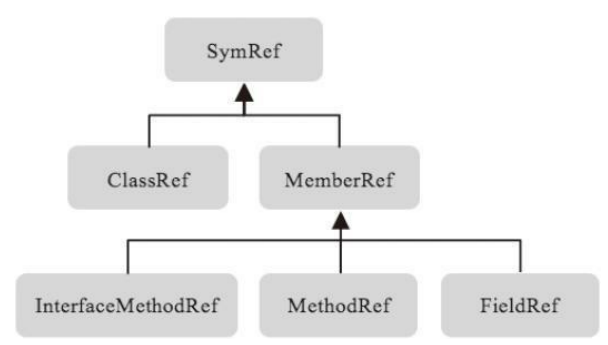 SymRef
ClassRef MemberRef
InterfaceMethodRef MethodRef FieldRef